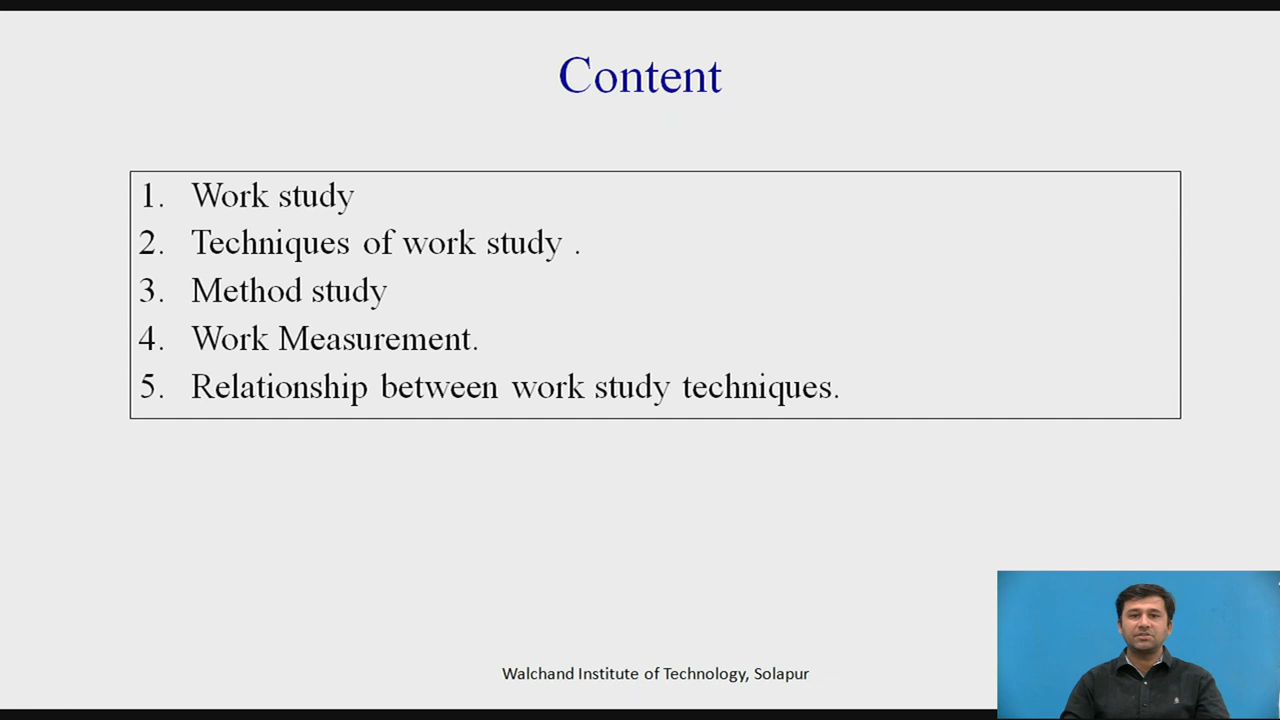 Content
1. Work study
2. Techniques of work study .
3. Method study
4. Work Measurement.
5. Relationship between work study techniques.
Walchand Institute of Technology, Solapur